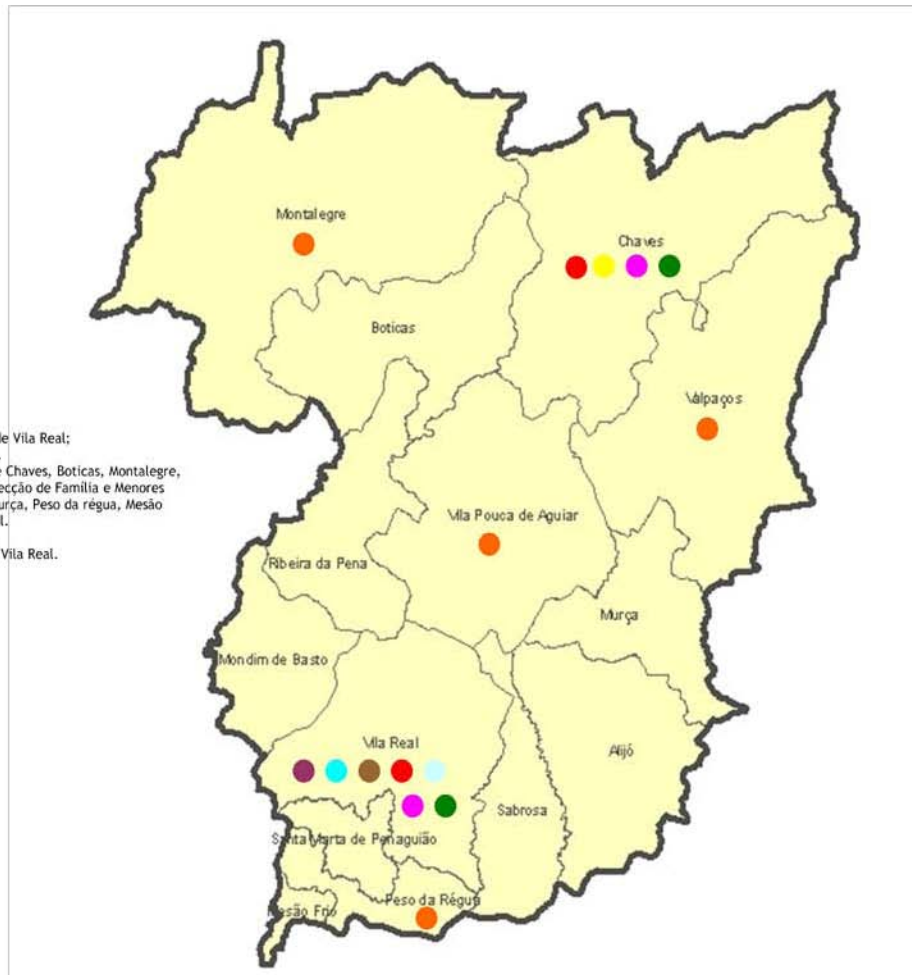 Montalegre
Chaves
Boticas
Valpaços
de Vila Real;
Chaves, Boticas, Montalegre,
ecção de Família e Menores
urça, Peso da régua, Mesão
l.
Vila Real.
Vila Pouca de Aguiar
Ribeira da Pena
Murça
Mondim de Basto
Vila Real
Alijó
Sabrosa
Santa Marta de Penaguião
Peso da Régua
Mesão Frio